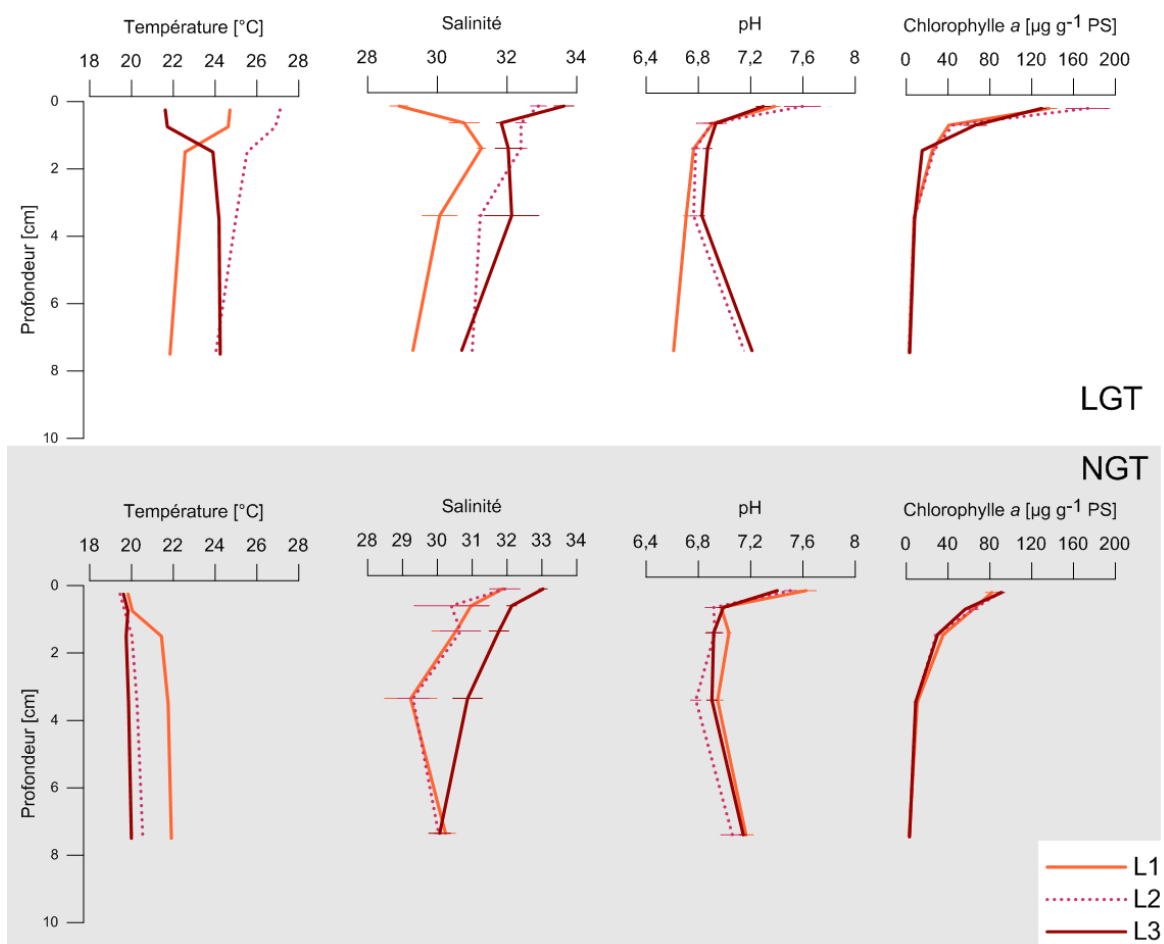 Température [°C] Salinité pH Chlorophylle a [µg g-1 PS]
18 20 22 24 26 28 28 30 32 34 6,4 6,8 7,2 7,6 8 0 40 80 120 160 200
0
2
4
6
8
10
Profondeur [cm]
LGT
NGT
Température [°C] Salinité pH Chlorophylle a [µg g-1 PS]
18 20 22 24 26 28 28 29 30 31 32 33 34 6,4 6,8 7,2 7,6 8 0 40 80 120 160 200
0
2
4
6
8
10
Profondeur [cm]
L1
L2
L3